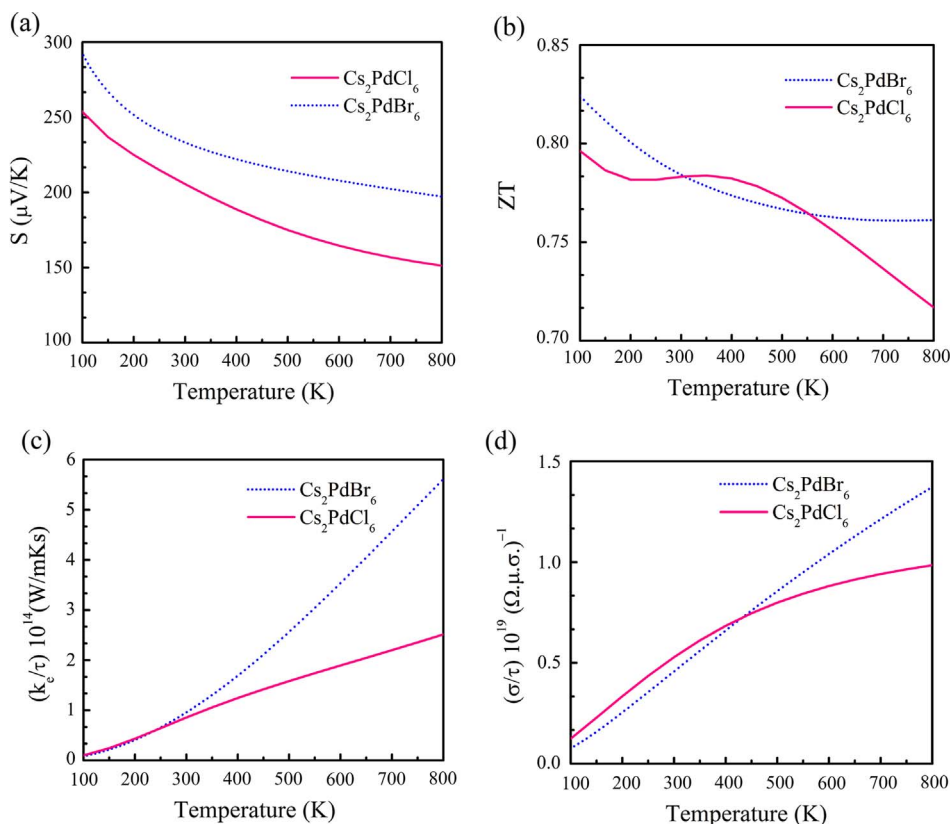 (a)
S (μV/K)
300
250
200
150
100
Cs₂PdCl₆
Cs₂PdBr₆
100 200 300 400 500 600 700 800
Temperature (K)
(b)
ZT
0.85
0.80
0.75
0.70
Cs₂PdBr₆
Cs₂PdCl₆
100 200 300 400 500 600 700 800
Temperature (K)
(c)
(kₑ/τ) 10¹⁴(W/mKs)
6
5
4
3
2
1
0
Cs₂PdBr₆
Cs₂PdCl₆
100 200 300 400 500 600 700 800
Temperature (K)
(d)
(σ/τ) 10¹⁹ (Ω.μ.σ.)⁻¹
1.5
1.0
0.5
0.0
Cs₂PdBr₆
Cs₂PdCl₆
100 200 300 400 500 600 700 800
Temperature (K)